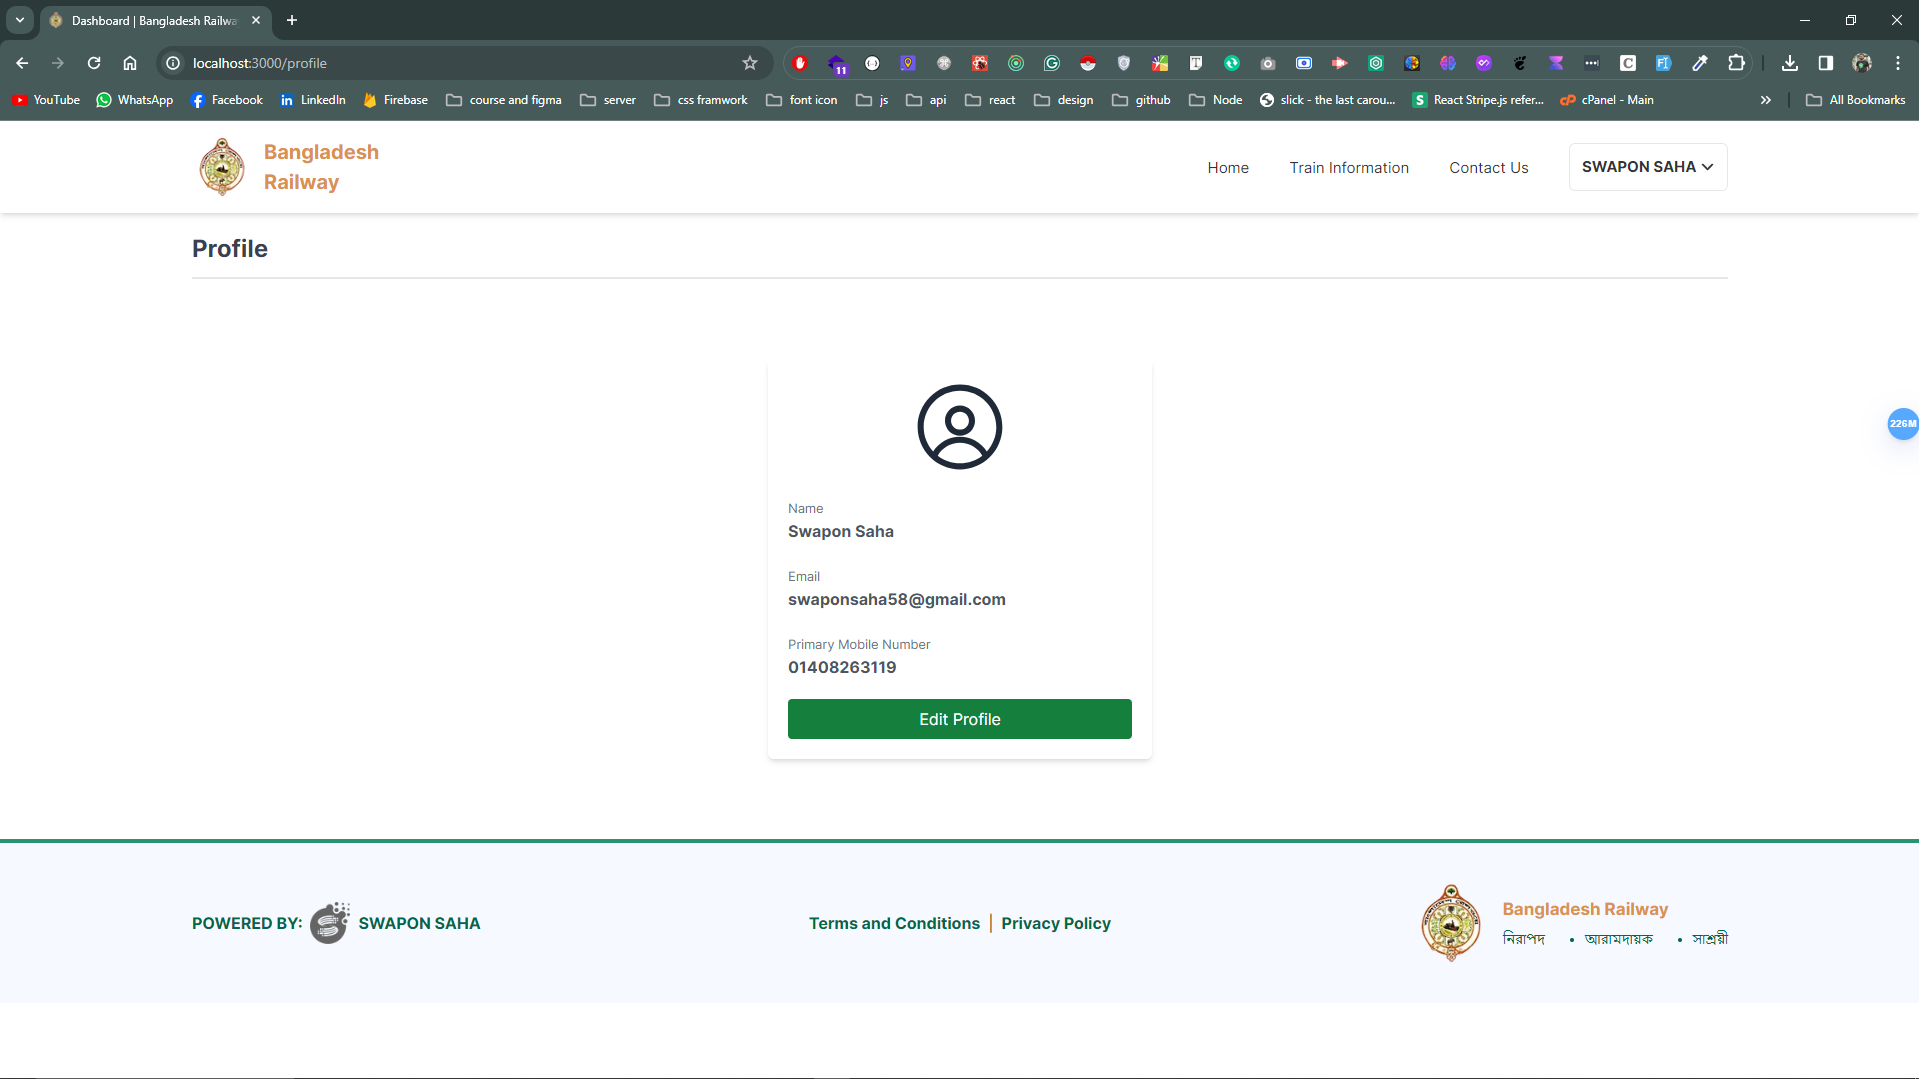 Dashboard | Bangladesh Railwa
localhost:3000/profile
11
YouTube WhatsApp Facebook LinkedIn Firebase course and figma server css framwork font icon js api react design github Node slick - the last carou... React Stripe.js refer... cPanel - Main All Bookmarks
Bangladesh
Railway
Home Train Information Contact Us SWAPON SAHA
Profile
226M
Name
Swapon Saha
Email
swaponsaha58@gmail.com
Primary Mobile Number
01408263119
Edit Profile
POWERED BY: SWAPON SAHA
Terms and Conditions | Privacy Policy
Bangladesh Railway
নিরাপদ • আরামদায়ক • সাশ্রয়ী